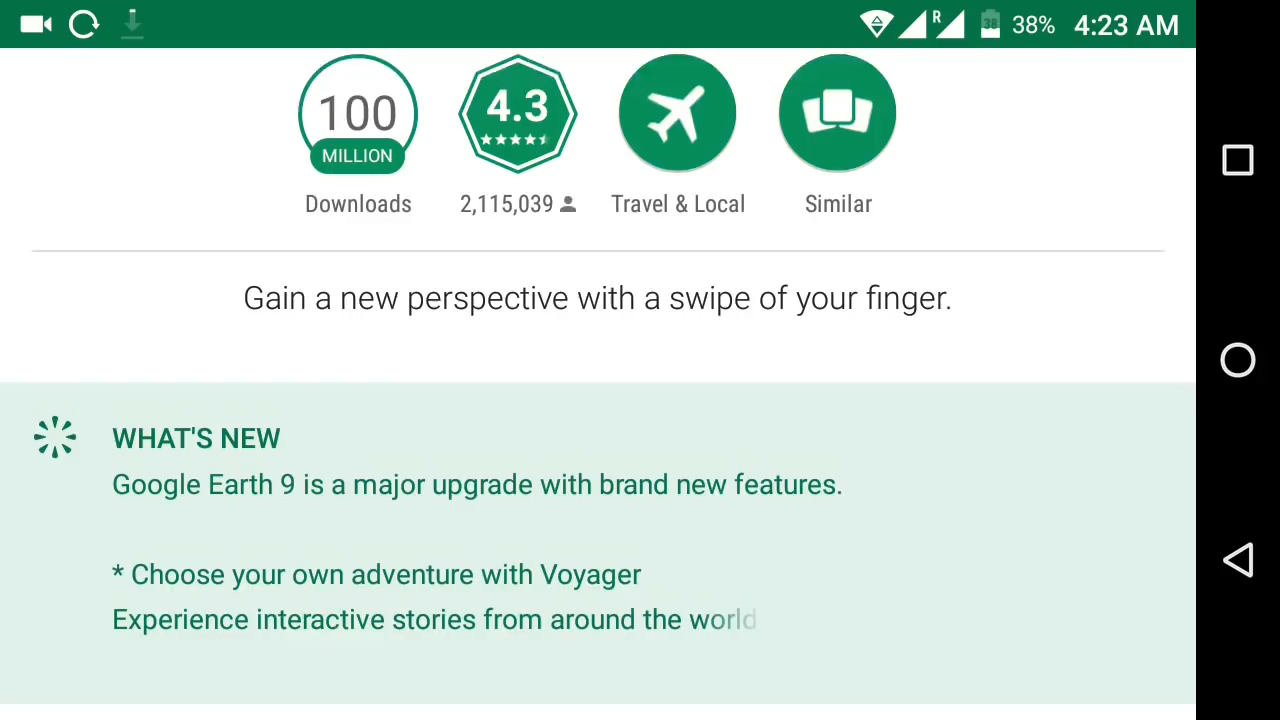 R 38 38% 4:23 AM
100 4.3
MILLION
Downloads 2,115,039 Travel & Local Similar
Gain a new perspective with a swipe of your finger.
WHAT'S NEW
Google Earth 9 is a major upgrade with brand new features.
* Choose your own adventure with Voyager
Experience interactive stories from around the world